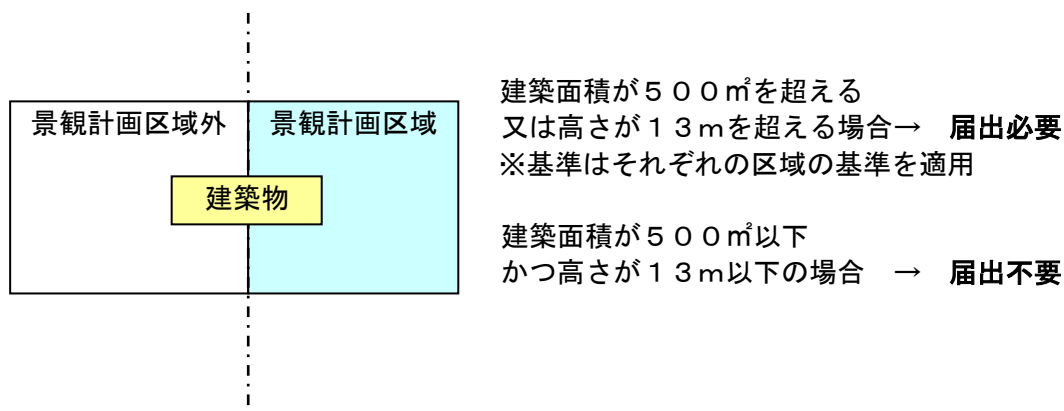 景観計画区域外
景観計画区域
建築物
建築面積が５００㎡を超える
又は高さが１３ｍを超える場合→　届出必要
※基準はそれぞれの区域の基準を適用
建築面積が５００㎡以下
かつ高さが１３ｍ以下の場合　→　届出不要